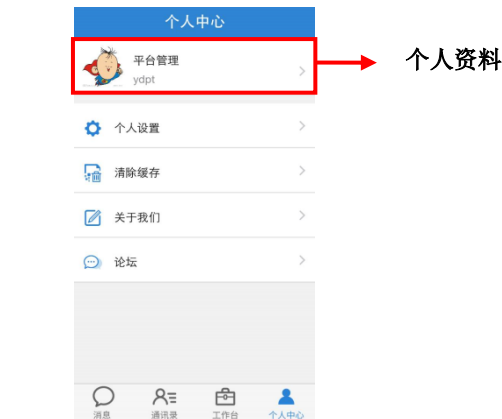 个人中心
平台管理
ydpt
个人资料
个人设置
清除缓存
关于我们
论坛
消息
通讯录
工作台
个人中心